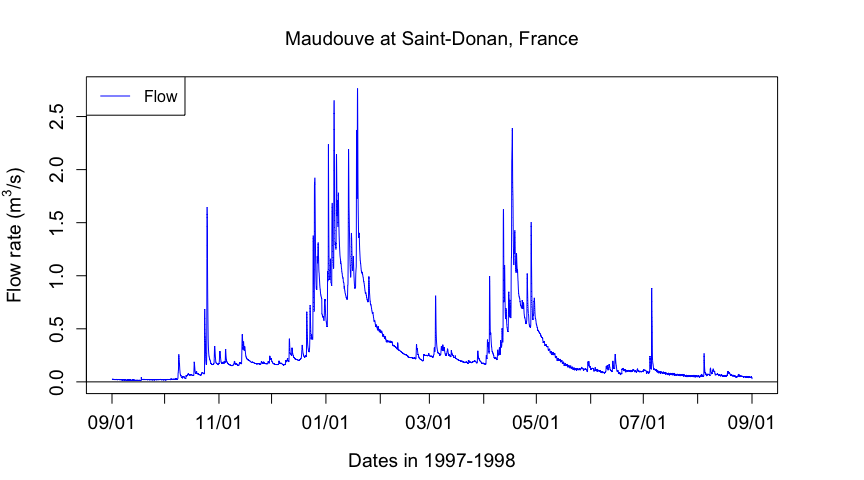 Maudouve at Saint-Donan, France
Flow
Flow rate (m³/s)
2.5
2.0
1.5
1.0
0.5
0.0
09/01 11/01 01/01 03/01 05/01 07/01 09/01
Dates in 1997-1998